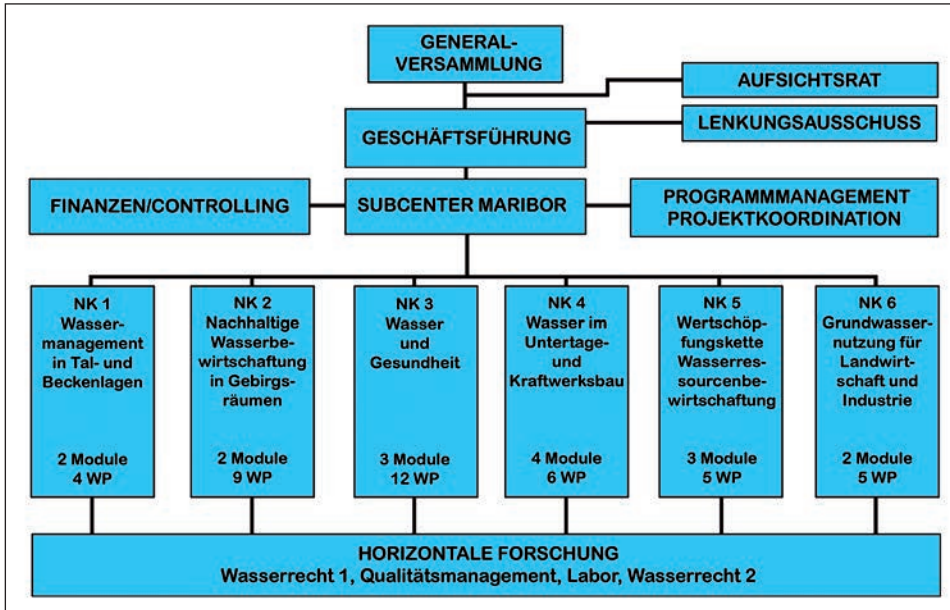 GENERAL-
VERSAMMLUNG
AUFSICHTSRAT
LENKUNGSAUSSCHUSS
GESCHÄFTSFÜHRUNG
FINANZEN/CONTROLLING
SUBCENTER MARIBOR
PROGRAMMMANAGEMENT
PROJEKTKOORDINATION
NK 1
Wasser-
management
in Tal- und
Beckenlagen
2 Module
4 WP
NK 2
Nachhaltige
Wasserbe-
wirtschaftung
in Gebirgs-
räumen
2 Module
9 WP
NK 3
Wasser
und
Gesundheit
3 Module
12 WP
NK 4
Wasser im
Untertage-
und
Kraftwerksbau
4 Module
6 WP
NK 5
Wertschöp-
fungskette
Wasserres-
sourcenbe-
wirtschaftung
3 Module
5 WP
NK 6
Grundwasser-
nutzung für
Landwirt-
schaft und
Industrie
2 Module
5 WP
HORIZONTALE FORSCHUNG
Wasserrecht 1, Qualitätsmanagement, Labor, Wasserrecht 2